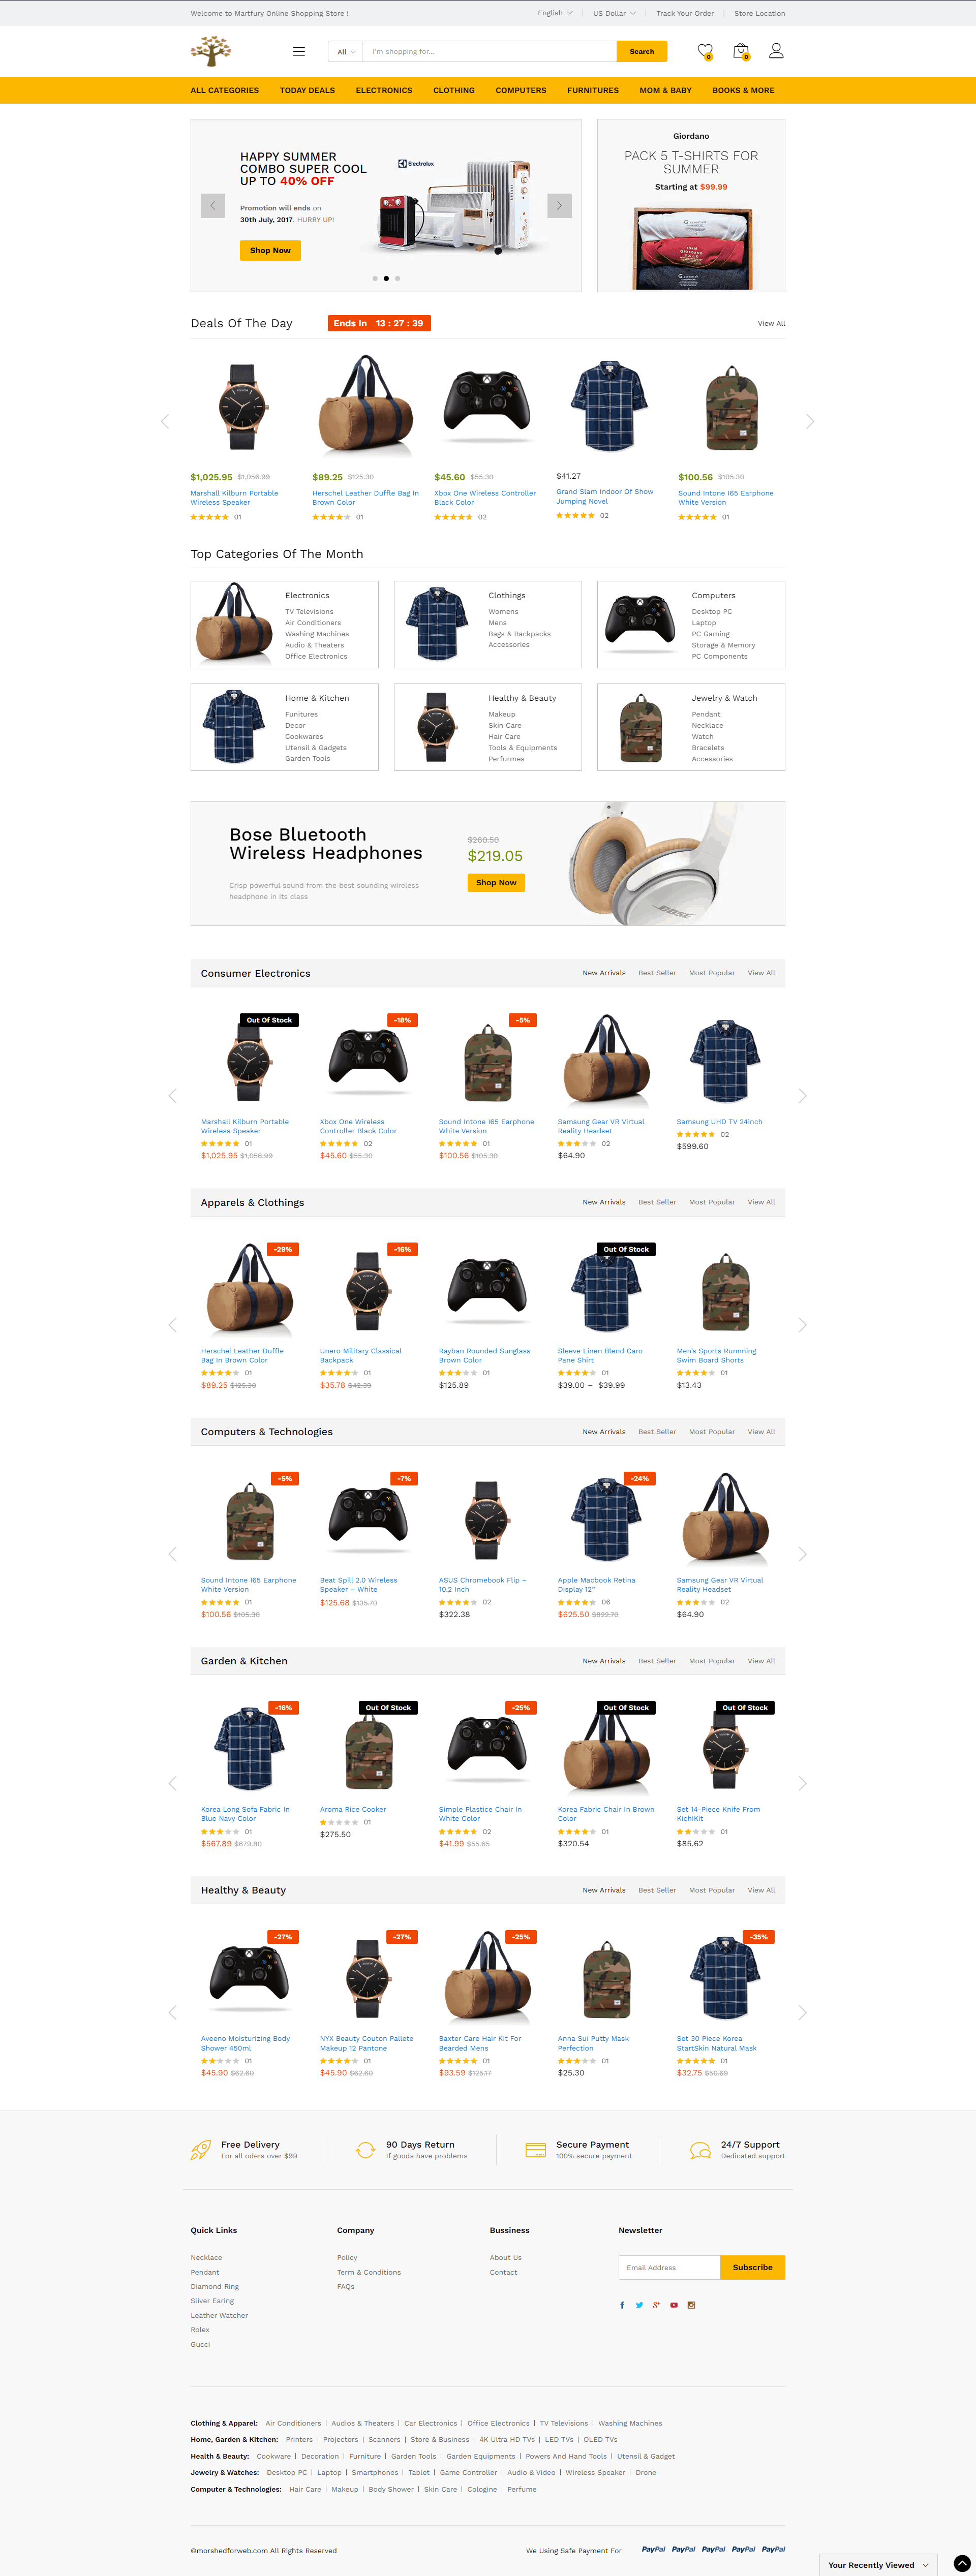 Welcome to Martfury Online Shopping Store !
English
US Dollar
Track Your Order
Store Location
All
I'm shopping for...
Search
0
0
ALL CATEGORIES
TODAY DEALS
ELECTRONICS
CLOTHING
COMPUTERS
FURNITURES
MOM & BABY
BOOKS & MORE
HAPPY SUMMER
COMBO SUPER COOL
UP TO 40% OFF
Promotion will ends on
30th July, 2017. HURRY UP!
Shop Now
Electrolux
Giordano
PACK 5 T-SHIRTS FOR
SUMMER
Starting at $99.99
Deals Of The Day
Ends In 13 : 27 : 39
View All
$1,025.95 $1,056.99
Marshall Kilburn Portable
Wireless Speaker
01
$89.25 $125.30
Herschel Leather Duffle Bag In
Brown Color
01
$45.60 $55.30
Xbox One Wireless Controller
Black Color
02
$41.27
Grand Slam Indoor Of Show
Jumping Novel
02
$100.56 $105.30
Sound Intone I65 Earphone
White Version
01
Top Categories Of The Month
Electronics
TV Televisions
Air Conditioners
Washing Machines
Audio & Theaters
Office Electronics
Clothings
Womens
Mens
Bags & Backpacks
Accessories
Computers
Desktop PC
Laptop
PC Gaming
Storage & Memory
PC Components
Home & Kitchen
Funitures
Decor
Cookwares
Utensil & Gadgets
Garden Tools
Healthy & Beauty
Makeup
Skin Care
Hair Care
Tools & Equipments
Perfurmes
Jewelry & Watch
Pendant
Necklace
Watch
Bracelets
Accessories
Bose Bluetooth
Wireless Headphones
Crisp powerful sound from the best sounding wireless
headphone in its class
$260.50
$219.05
Shop Now
BOSE
Consumer Electronics
New Arrivals
Best Seller
Most Popular
View All
Out Of Stock
Marshall Kilburn Portable
Wireless Speaker
01
$1,025.95 $1,056.99
-18%
Xbox One Wireless
Controller Black Color
02
$45.60 $55.30
-5%
Sound Intone I65 Earphone
White Version
01
$100.56 $105.30
Samsung Gear VR Virtual
Reality Headset
02
$64.90
Samsung UHD TV 24inch
02
$599.60
Apparels & Clothings
New Arrivals
Best Seller
Most Popular
View All
-29%
Herschel Leather Duffle
Bag In Brown Color
01
$89.25 $125.30
-16%
Unero Military Classical
Backpack
01
$35.78 $42.39
Rayban Rounded Sunglass
Brown Color
01
$125.89
Out Of Stock
Sleeve Linen Blend Caro
Pane Shirt
01
$39.00 – $39.99
Men's Sports Runnning
Swim Board Shorts
01
$13.43
Computers & Technologies
New Arrivals
Best Seller
Most Popular
View All
-5%
Sound Intone I65 Earphone
White Version
01
$100.56 $105.30
-7%
Beat Spill 2.0 Wireless
Speaker – White
$125.68 $135.70
ASUS Chromebook Flip –
10.2 Inch
02
$322.38
-24%
Apple Macbook Retina
Display 12"
06
$625.50 $822.70
Samsung Gear VR Virtual
Reality Headset
02
$64.90
Garden & Kitchen
New Arrivals
Best Seller
Most Popular
View All
-16%
Korea Long Sofa Fabric In
Blue Navy Color
01
$567.89 $679.80
Out Of Stock
Aroma Rice Cooker
01
$275.50
-25%
Simple Plastice Chair In
White Color
02
$41.99 $55.65
Out Of Stock
Korea Fabric Chair In Brown
Color
01
$320.54
Out Of Stock
Set 14-Piece Knife From
KichiKit
01
$85.62
Healthy & Beauty
New Arrivals
Best Seller
Most Popular
View All
-27%
Aveeno Moisturizing Body
Shower 450ml
01
$45.90 $62.60
-27%
NYX Beauty Couton Pallete
Makeup 12 Pantone
01
$45.90 $62.60
-25%
Baxter Care Hair Kit For
Bearded Mens
01
$93.59 $125.17
Anna Sui Putty Mask
Perfection
01
$25.30
-35%
Set 30 Piece Korea
StartSkin Natural Mask
01
$32.75 $50.69
Free Delivery
For all oders over $99
90 Days Return
If goods have problems
Secure Payment
100% secure payment
24/7 Support
Dedicated support
Quick Links
Necklace
Pendant
Diamond Ring
Sliver Earing
Leather Watcher
Rolex
Gucci
Company
Policy
Term & Conditions
FAQs
Bussiness
About Us
Contact
Newsletter
Email Address
Subscribe
Clothing & Apparel: Air Conditioners | Audios & Theaters | Car Electronics | Office Electronics | TV Televisions | Washing Machines
Home, Garden & Kitchen: Printers | Projectors | Scanners | Store & Business | 4K Ultra HD TVs | LED TVs | OLED TVs
Health & Beauty: Cookware | Decoration | Furniture | Garden Tools | Garden Equipments | Powers And Hand Tools | Utensil & Gadget
Jewelry & Watches: Desktop PC | Laptop | Smartphones | Tablet | Game Controller | Audio & Video | Wireless Speaker | Drone
Computer & Technologies: Hair Care | Makeup | Body Shower | Skin Care | Cologine | Perfume
©morshedforweb.com All Rights Reserved
We Using Safe Payment For
PayPal PayPal PayPal PayPal PayPal
Your Recently Viewed